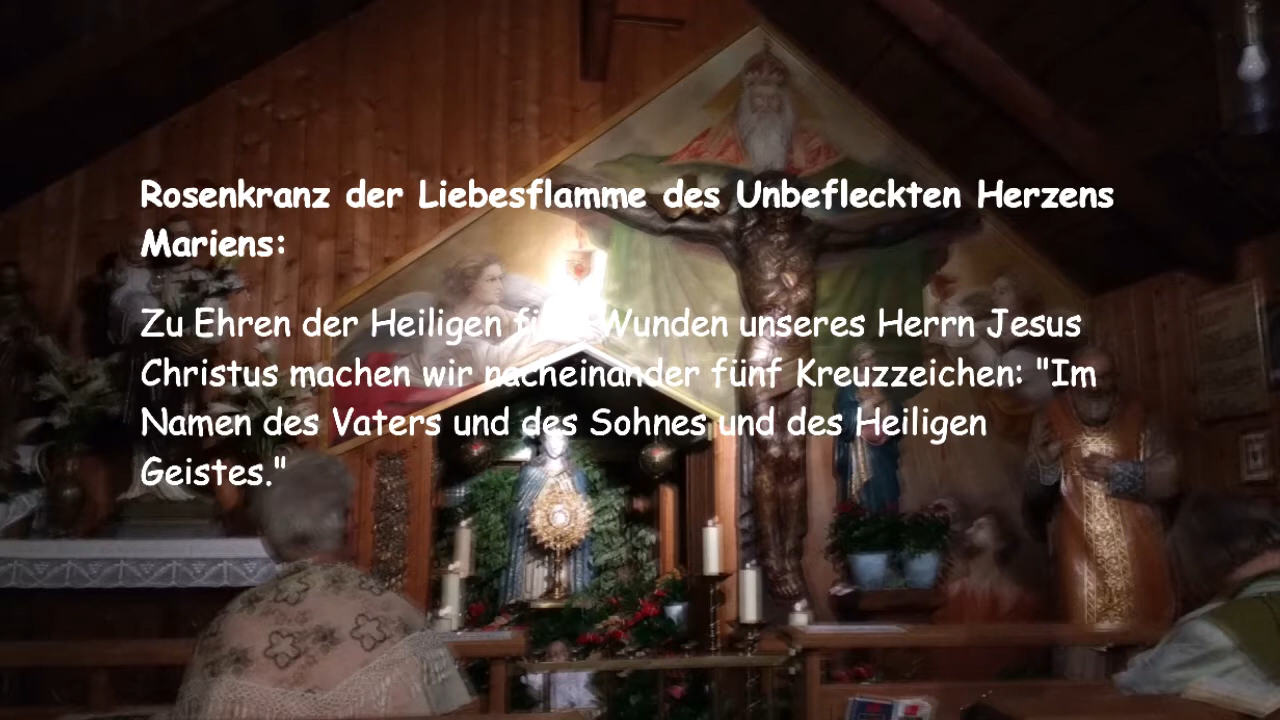 Rosenkranz der Liebesflamme des Unbefleckten Herzens
Mariens:
Zu Ehren der Heiligen fünf Wunden unseres Herrn Jesus
Christus machen wir nacheinander fünf Kreuzzeichen: "Im
Namen des Vaters und des Sohnes und des Heiligen
Geistes."